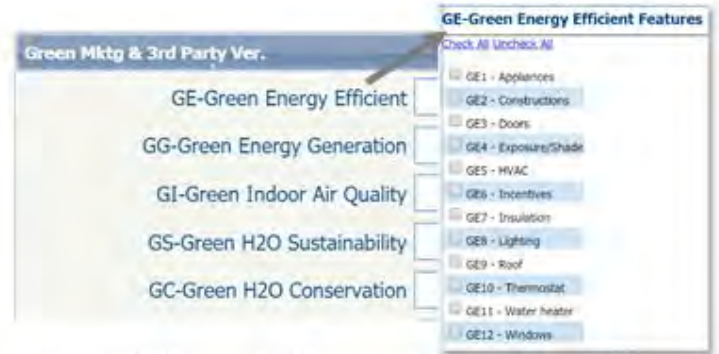 GE-Green Energy Efficient Features
Check All Uncheck All
Green Mktg & 3rd Party Ver.
GE-Green Energy Efficient
GG-Green Energy Generation
GI-Green Indoor Air Quality
GS-Green H2O Sustainability
GC-Green H2O Conservation
GE1 - Appliances
GE2 - Constructions
GE3 - Doors
GE4 - Exposure/Shade
GE5 - HVAC
GE6 - Incentives
GE7 - Insulation
GE8 - Lighting
GE9 - Roof
GE10 - Thermostat
GE11 - Water heater
GE12 - Windows